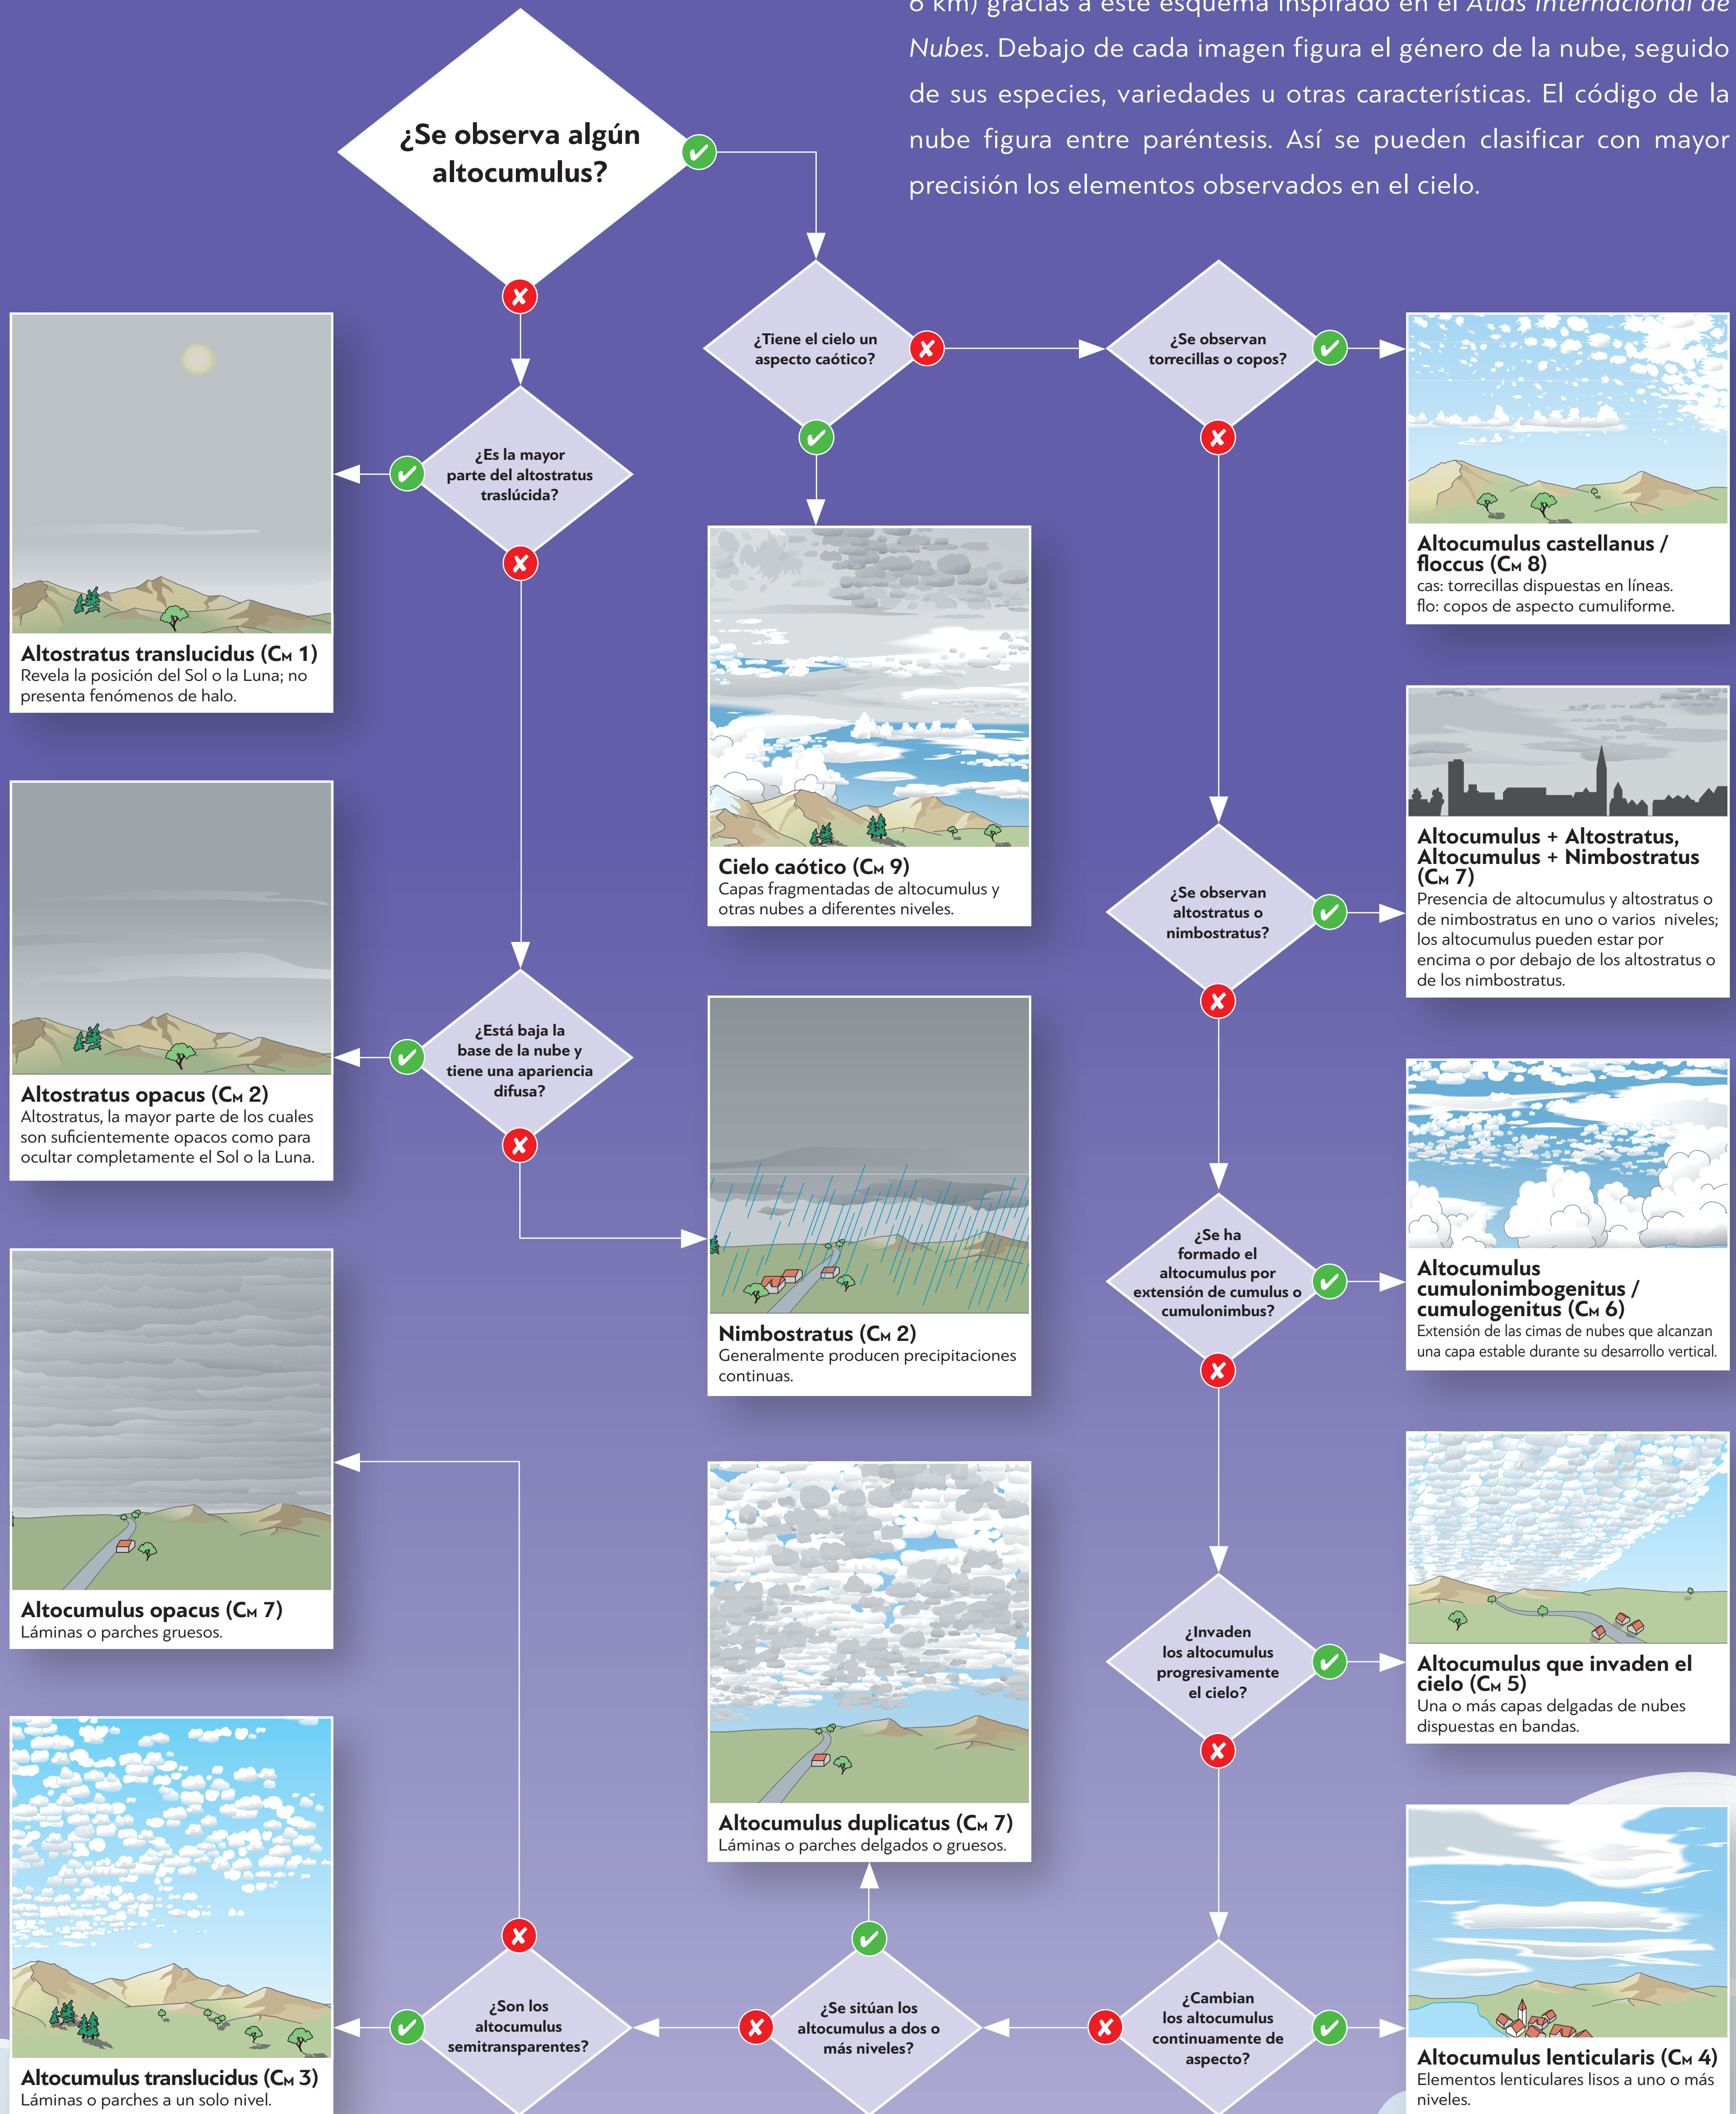 6 km) gracias a este esquema inspirado en el Atlas Internacional de
Nubes. Debajo de cada imagen figura el género de la nube, seguido
de sus especies, variedades u otras características. El código de la
nube figura entre paréntesis. Así se pueden clasificar con mayor
precisión los elementos observados en el cielo.
¿Se observa algún
altocumulus?
¿Tiene el cielo un
aspecto caótico?
¿Se observan
torrecillas o copos?
Altocumulus castellanus /
floccus (CM 8)
cas: torrecillas dispuestas en líneas.
flo: copos de aspecto cumuliforme.
¿Es la mayor
parte del altostratus
traslúcida?
Altostratus translucidus (CM 1)
Revela la posición del Sol o la Luna; no
presenta fenómenos de halo.
Cielo caótico (CM 9)
Capas fragmentadas de altocumulus y
otras nubes a diferentes niveles.
¿Se observan
altostratus o
nimbostratus?
Altocumulus + Altostratus,
Altocumulus + Nimbostratus
(CM 7)
Presencia de altocumulus y altostratus o
de nimbostratus en uno o varios niveles;
los altocumulus pueden estar por
encima o por debajo de los altostratus o
de los nimbostratus.
¿Está baja la
base de la nube y
tiene una apariencia
difusa?
Altostratus opacus (CM 2)
Altostratus, la mayor parte de los cuales
son suficientemente opacos como para
ocultar completamente el Sol o la Luna.
Nimbostratus (CM 2)
Generalmente producen precipitaciones
continuas.
¿Se ha
formado el
altocumulus por
extensión de cumulus o
cumulonimbus?
Altocumulus
cumulonimbogenitus /
cumulogenitus (CM 6)
Extensión de las cimas de nubes que alcanzan
una capa estable durante su desarrollo vertical.
Altocumulus opacus (CM 7)
Láminas o parches gruesos.
¿Invaden
los altocumulus
progresivamente
el cielo?
Altocumulus que invaden el
cielo (CM 5)
Una o más capas delgadas de nubes
dispuestas en bandas.
Altocumulus duplicatus (CM 7)
Láminas o parches delgados o gruesos.
¿Son los
altocumulus
semitransparentes?
¿Se sitúan los
altocumulus a dos o
más niveles?
¿Cambian
los altocumulus
continuamente de
aspecto?
Altocumulus translucidus (CM 3)
Láminas o parches a un solo nivel.
Altocumulus lenticularis (CM 4)
Elementos lenticulares lisos a uno o más
niveles.